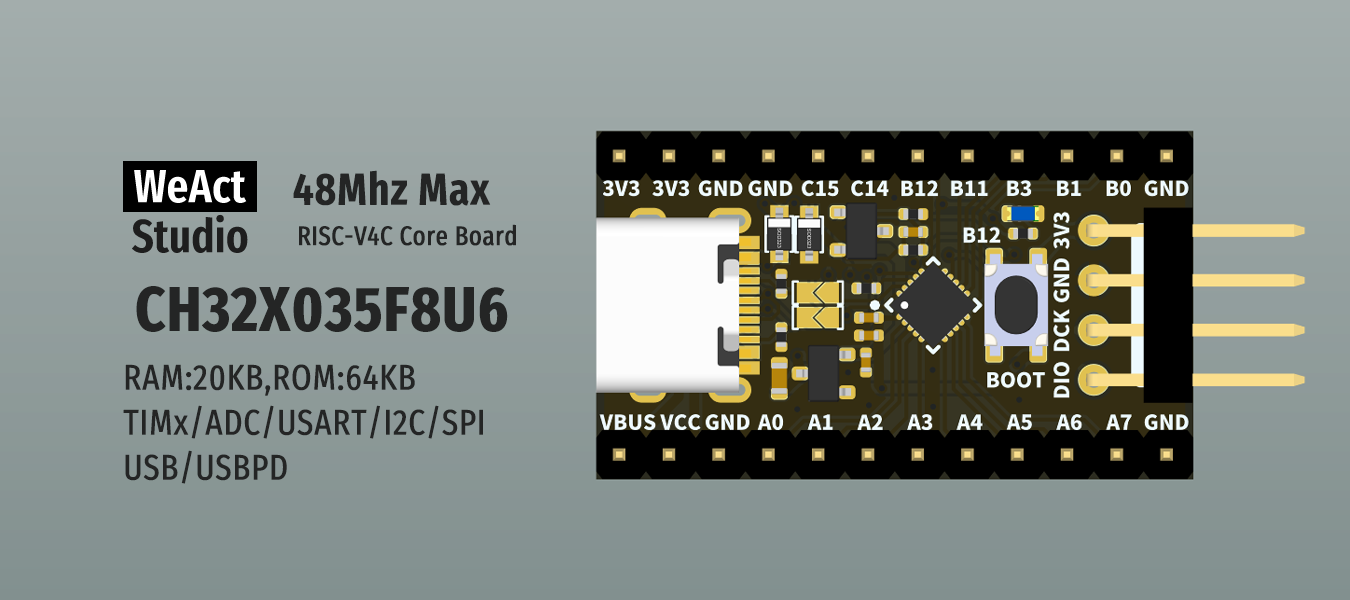 WeAct
Studio
48Mhz Max
RISC-V4C Core Board
CH32X035F8U6
RAM:20KB,ROM:64KB
TIMx/ADC/USART/I2C/SPI
USB/USBPD
3V3 3V3 GND GND C15 C14 B12 B11 B3 B1 B0 GND
B12
3V3
GND
DCK
DIO
BOOT
VBUS VCC GND A0 A1 A2 A3 A4 A5 A6 A7 GND